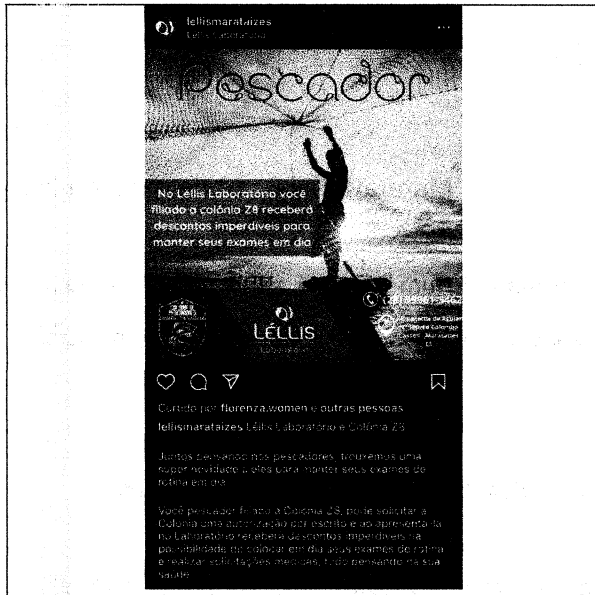 lellismarataizes
Lellis Laboratório
Pescador
No Léllis Laboratório você
filiado a colônia Z8 receberá
descontos imperdíveis para
manter seus exames em dia
LÉLLIS
Laboratório
Curtido por florenza.women e outras pessoas
lellismarataizes Léllis Laboratório e Colônia Z8
Juntos pensando nos pescadores, trouxemos uma
super novidade a eles para manter seus exames de
rotina em dia
Você pescador filiado à Colônia Z8, pode solicitar a
Colônia uma autorização por escrito e ao apresentá-la
no Laboratório receberá descontos imperdíveis na
possibilidade de colocar em dia seus exames de rotina
e realizar solicitações médicas, tudo pensando na sua
saúde